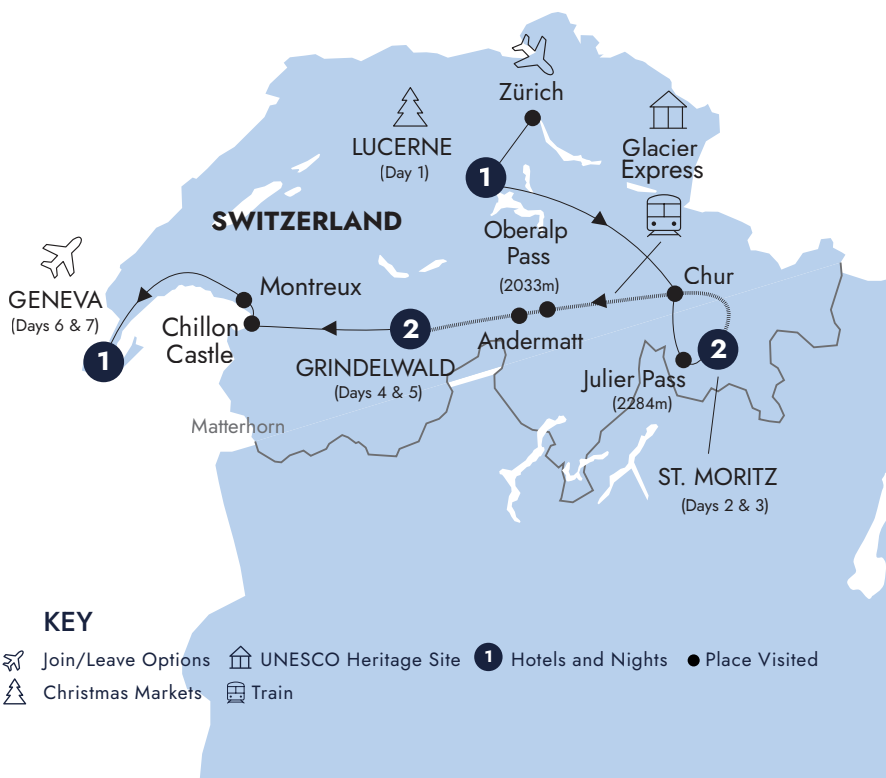 Zürich
LUCERNE
(Day 1)
1
Glacier
Express
SWITZERLAND
Oberalp
Pass
(2033m)
Chur
GENEVA
(Days 6 & 7)
1
Montreux
Chillon
Castle
2
GRINDELWALD
(Days 4 & 5)
Andermatt
2
Julier Pass
(2284m)
Matterhorn
ST. MORITZ
(Days 2 & 3)
KEY
Join/Leave Options
UNESCO Heritage Site
1
Hotels and Nights
Place Visited
Christmas Markets
Train